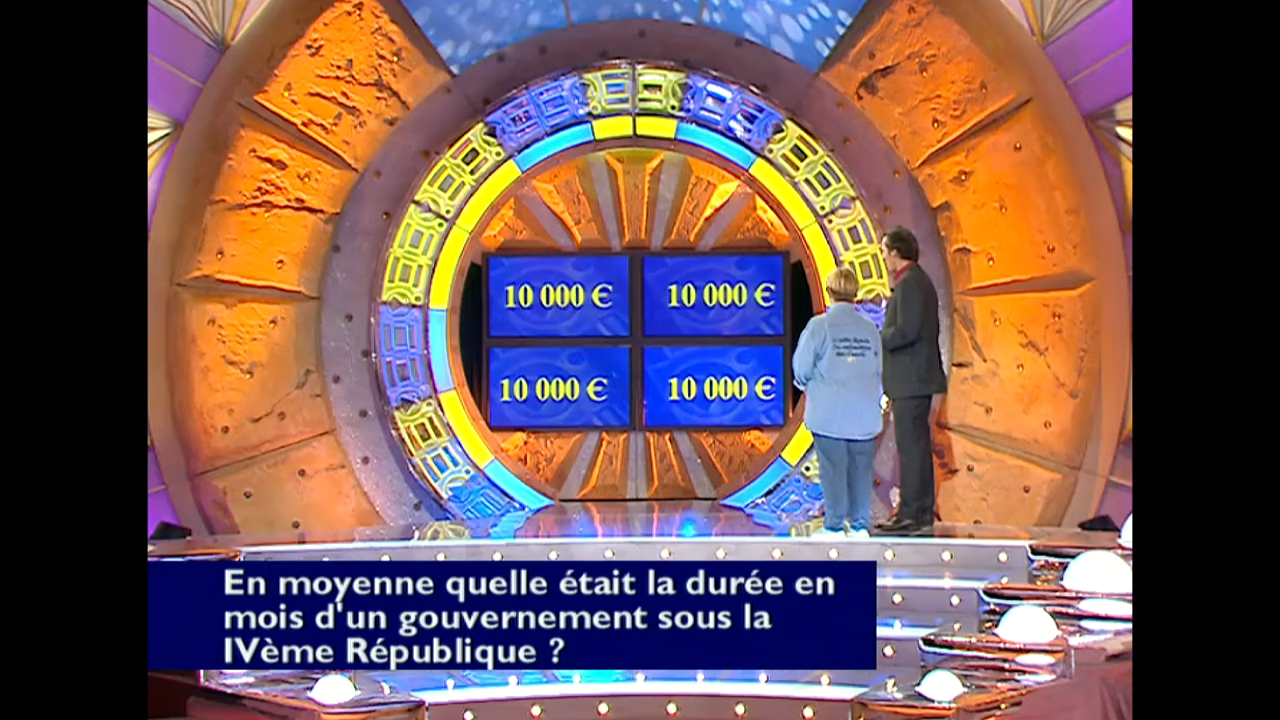 10 000 €
10 000 €
10 000 €
10 000 €
En moyenne quelle était la durée en
mois d'un gouvernement sous la
IVème République ?